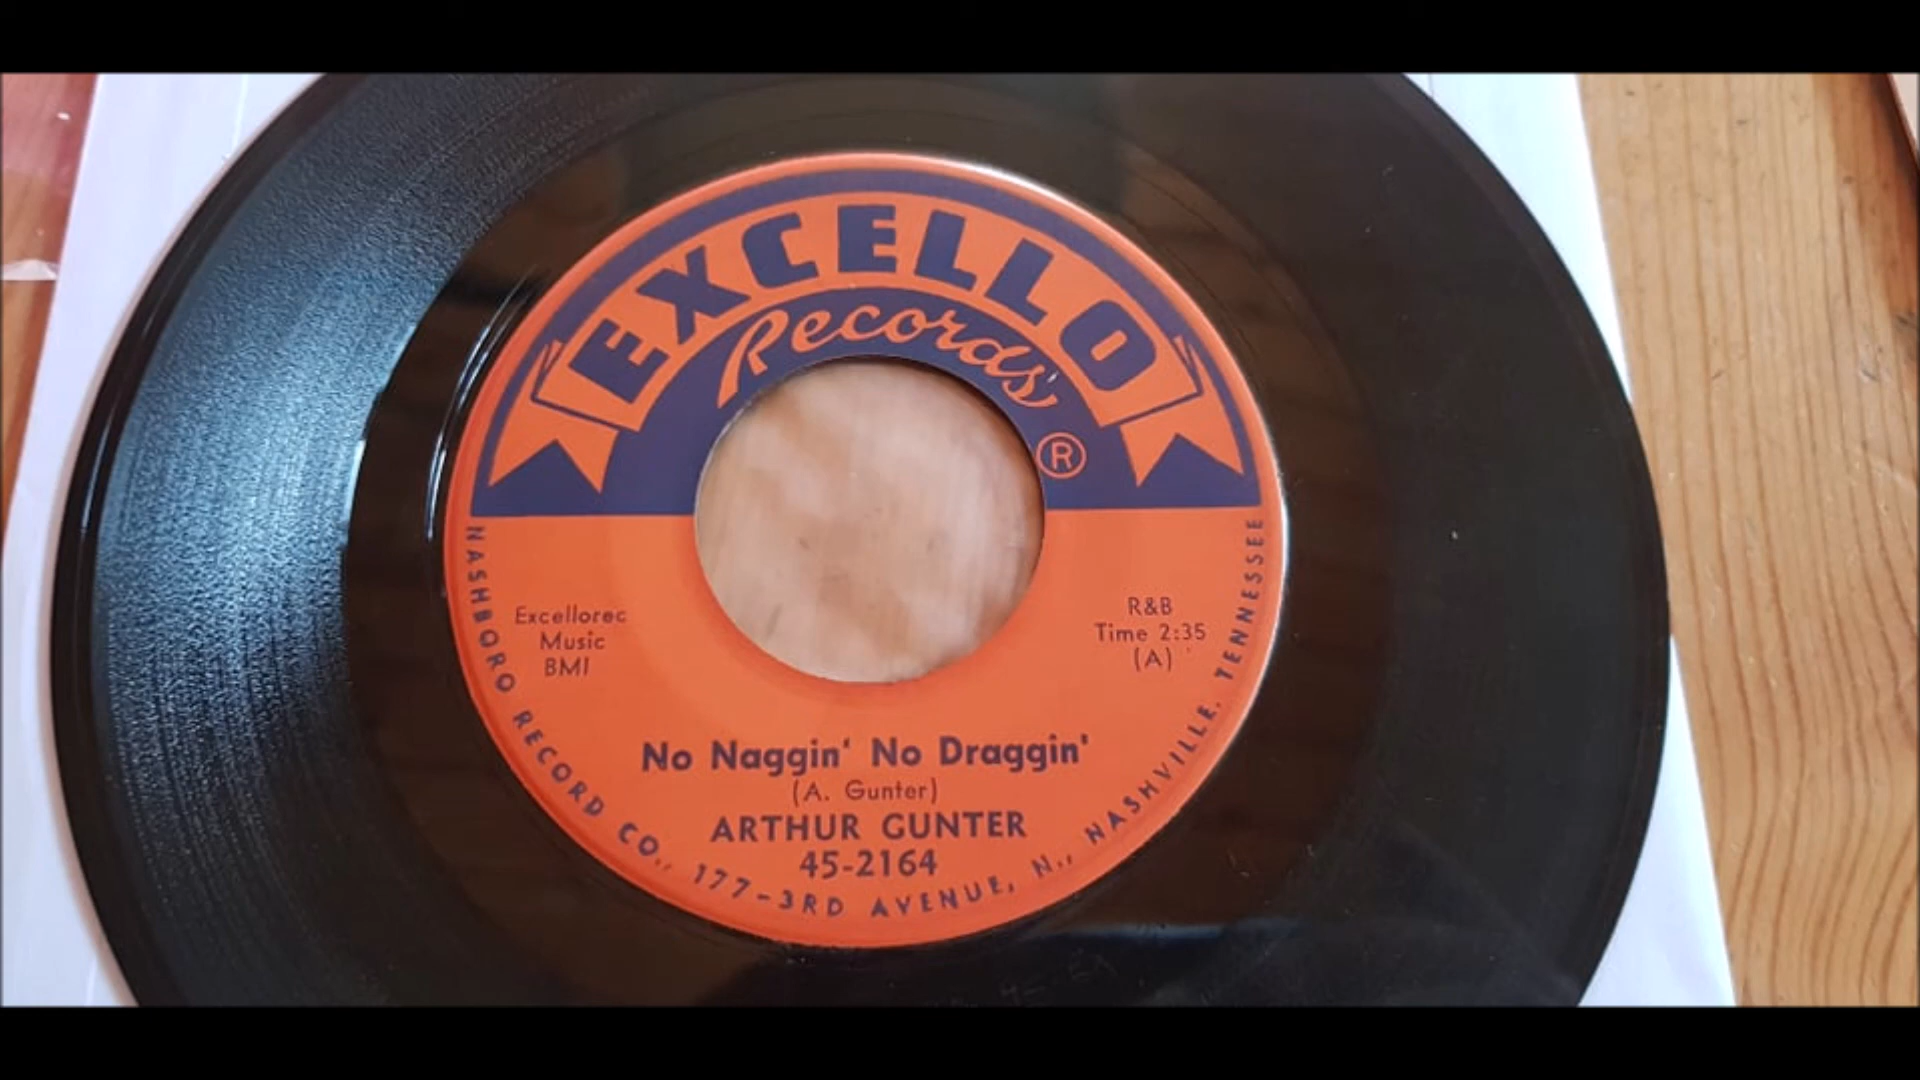 EXCELLO
Records
®
Excellorec
Music
BMI
R&B
Time 2:35
(A)
No Naggin' No Draggin'
(A. Gunter)
ARTHUR GUNTER
45-2164
NASHBORO RECORD CO., 177-3RD AVENUE, N., NASHVILLE, TENNESSEE